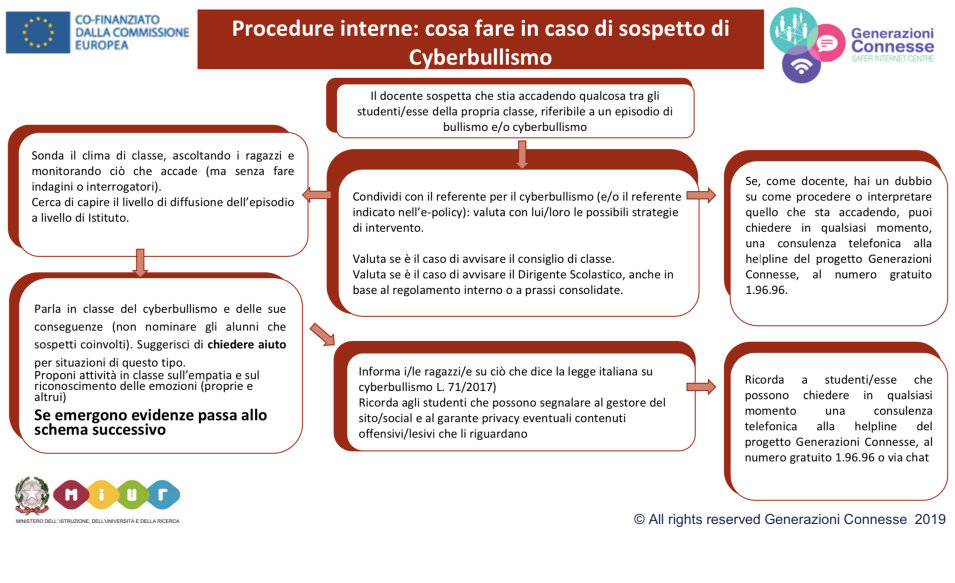 CO-FINANZIATO
DALLA COMMISSIONE
EUROPEA
Procedure interne: cosa fare in caso di sospetto di
Cyberbullismo
Generazioni
Connesse
SAFER INTERNET CENTRE
Il docente sospetta che stia accadendo qualcosa tra gli
studenti/esse della propria classe, riferibile a un episodio di
bullismo e/o cyberbullismo
Sonda il clima di classe, ascoltando i ragazzi e
monitorando ciò che accade (ma senza fare
indagini o interrogatori).
Cerca di capire il livello di diffusione dell'episodio
a livello di Istituto.
Condividi con il referente per il cyberbullismo (e/o il referente
indicato nell'e-policy): valuta con lui/loro le possibili strategie
di intervento.
Valuta se è il caso di avvisare il consiglio di classe.
Valuta se è il caso di avvisare il Dirigente Scolastico, anche in
base al regolamento interno o a prassi consolidate.
Se, come docente, hai un dubbio
su come procedere o interpretare
quello che sta accadendo, puoi
chiedere in qualsiasi momento,
una consulenza telefonica alla
helpline del progetto Generazioni
Connesse, al numero gratuito
1.96.96.
Parla in classe del cyberbullismo e delle sue
conseguenze (non nominare gli alunni che
sospetti coinvolti). Suggerisci di chiedere aiuto
per situazioni di questo tipo.
Proponi attività in classe sull'empatia e sul
riconoscimento delle emozioni (proprie e
altrui)
Se emergono evidenze passa allo
schema successivo
Informa i/le ragazzi/e su ciò che dice la legge italiana su
cyberbullismo L. 71/2017)
Ricorda agli studenti che possono segnalare al gestore del
sito/social e al garante privacy eventuali contenuti
offensivi/lesivi che li riguardano
Ricorda a studenti/esse che
possono chiedere in qualsiasi
momento una consulenza
telefonica alla helpline del
progetto Generazioni Connesse, al
numero gratuito 1.96.96 o via chat
miur
MINISTERO DELL' ISTRUZIONE, DELL'UNIVERSITÀ E DELLA RICERCA
© All rights reserved Generazioni Connesse 2019